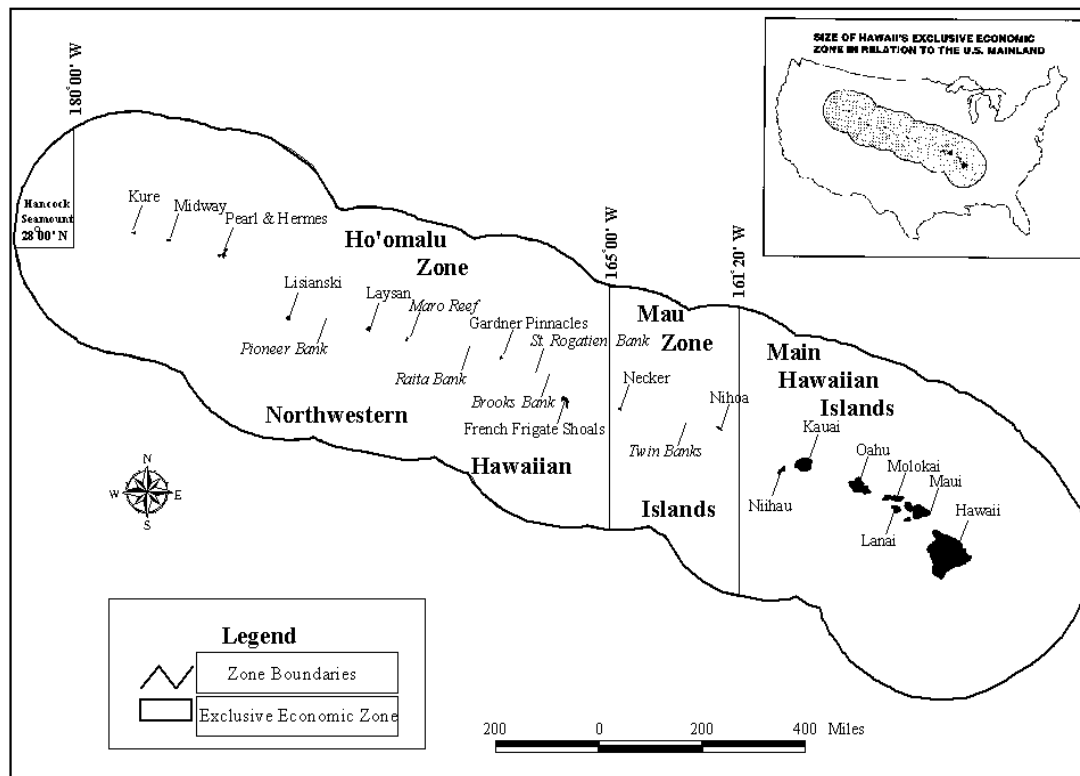 SIZE OF HAWAII'S EXCLUSIVE ECONOMIC
ZONE IN RELATION TO THE U.S. MAINLAND
180°00' W
Hancock
Seamount
28°00' N
Kure
Midway
Pearl & Hermes
Ho'omalu
Zone
165°00' W
161°20' W
Lisianski
Laysan
Maro Reef
Pioneer Bank
Gardner Pinnacles
St Rogatien Bank
Raita Bank
Brooks Bank
French Frigate Shoals
Mau
Zone
Necker
Nihoa
Twin Banks
Main
Hawaiian
Islands
Northwestern
Hawaiian
Islands
Kauai
Oahu
Molokai
Maui
Niihau
Lanai
Hawaii
N
W
E
S
Legend
Zone Boundaries
Exclusive Economic Zone
200 0 200 400 Miles